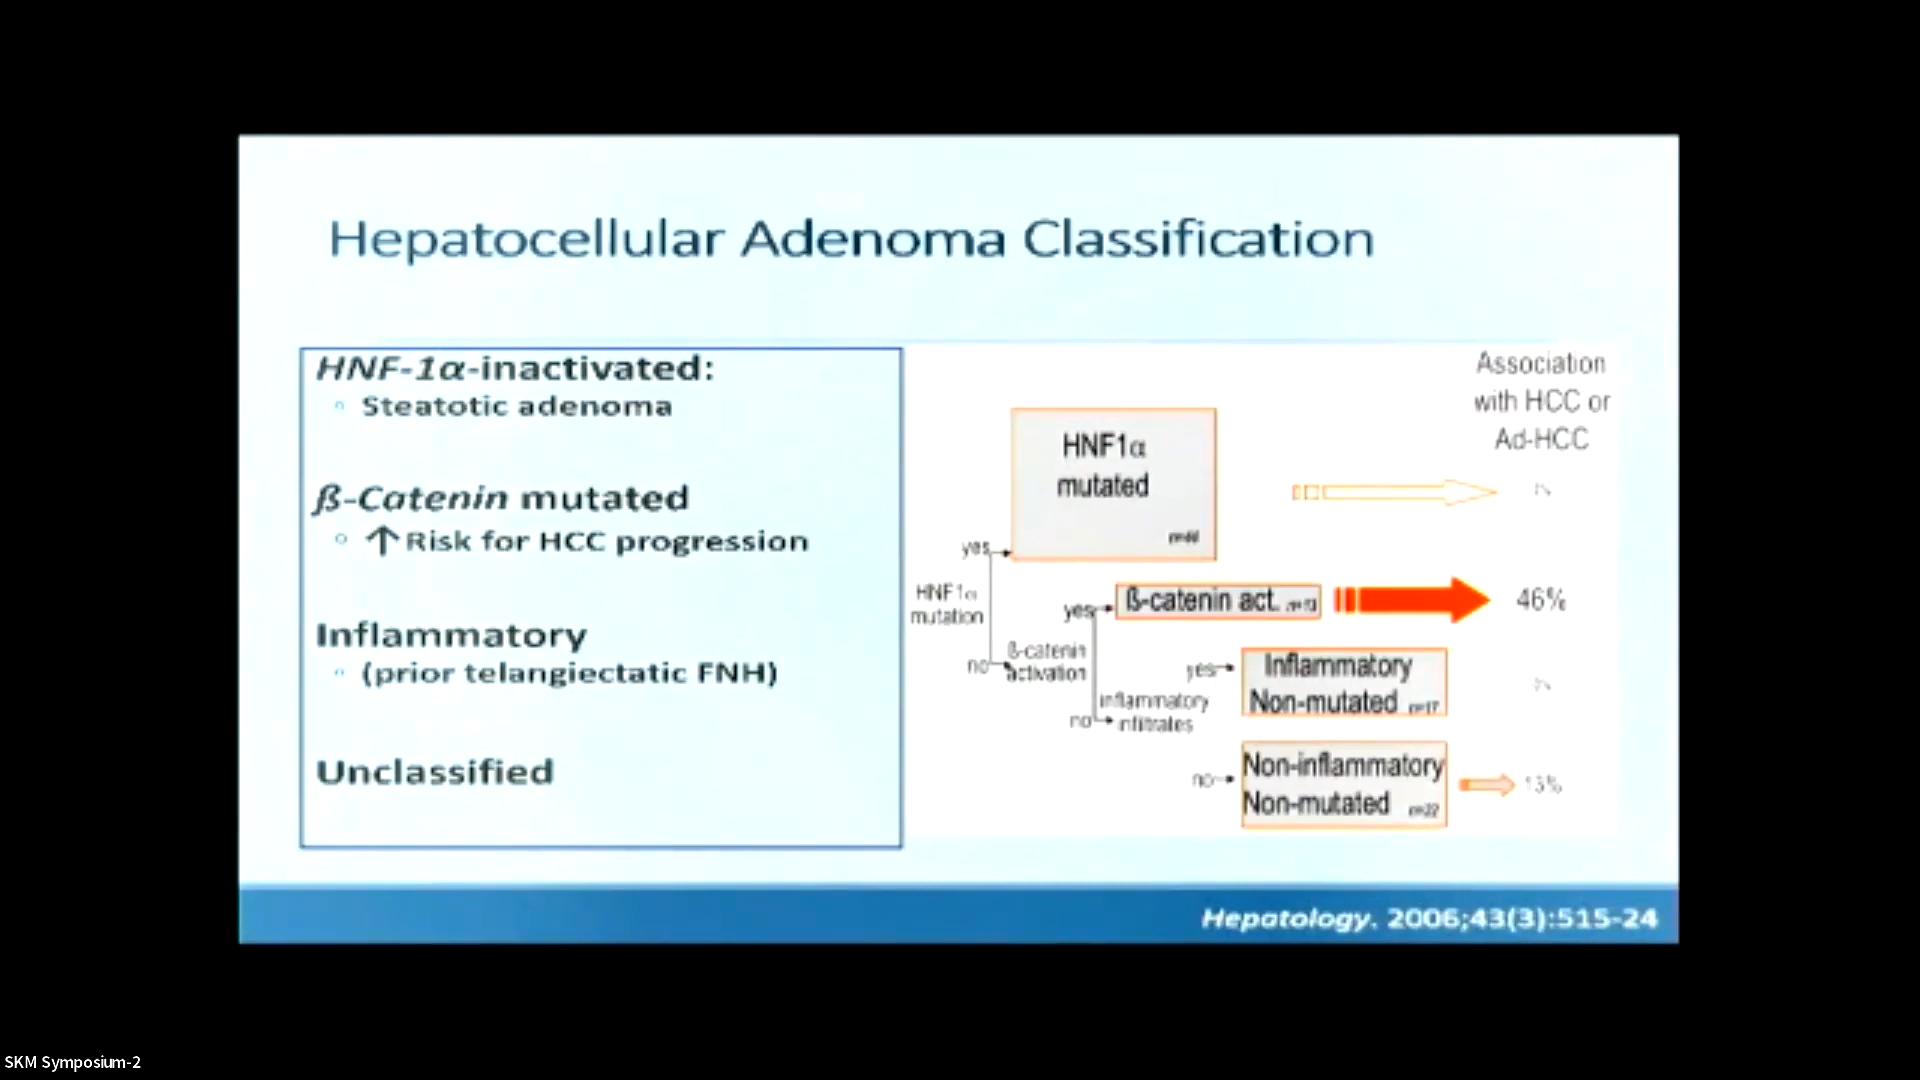 Hepatocellular Adenoma Classification
HNF-1α-inactivated:
Steatotic adenoma
ß-Catenin mutated
↑Risk for HCC progression
Inflammatory
(prior telangiectatic FNH)
Unclassified
Association
with HCC or
Ad-HCC
HNF1α
mutated
yes
HNF1α
mutation
no
ß-catenin
activation
yes
ß-catenin act. n=13
46%
no
inflammatory
infiltrates
yes
Inflammatory
Non-mutated n=17
no
Non-inflammatory
Non-mutated n=22
13%
Hepatology. 2006;43(3):515-24
SKM Symposium-2